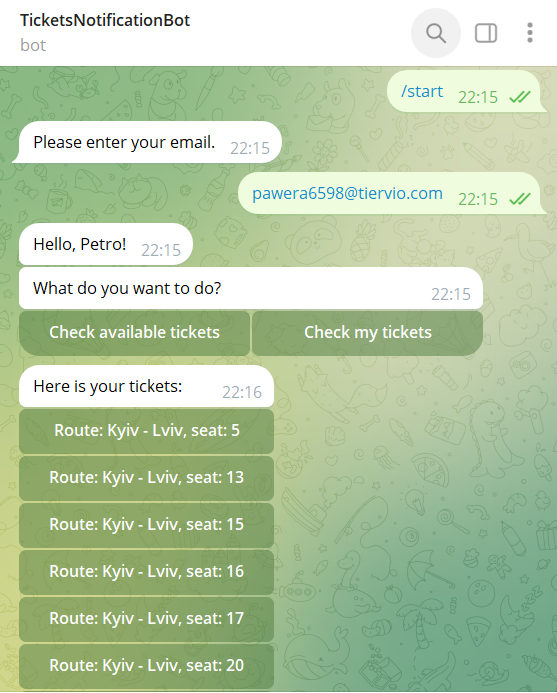 TicketsNotificationBot
bot
/start 22:15
Please enter your email. 22:15
pawera6598@tiervio.com 22:15
Hello, Petro! 22:15
What do you want to do? 22:15
Check available tickets Check my tickets
Here is your tickets: 22:16
Route: Kyiv - Lviv, seat: 5
Route: Kyiv - Lviv, seat: 13
Route: Kyiv - Lviv, seat: 15
Route: Kyiv - Lviv, seat: 16
Route: Kyiv - Lviv, seat: 17
Route: Kyiv - Lviv, seat: 20